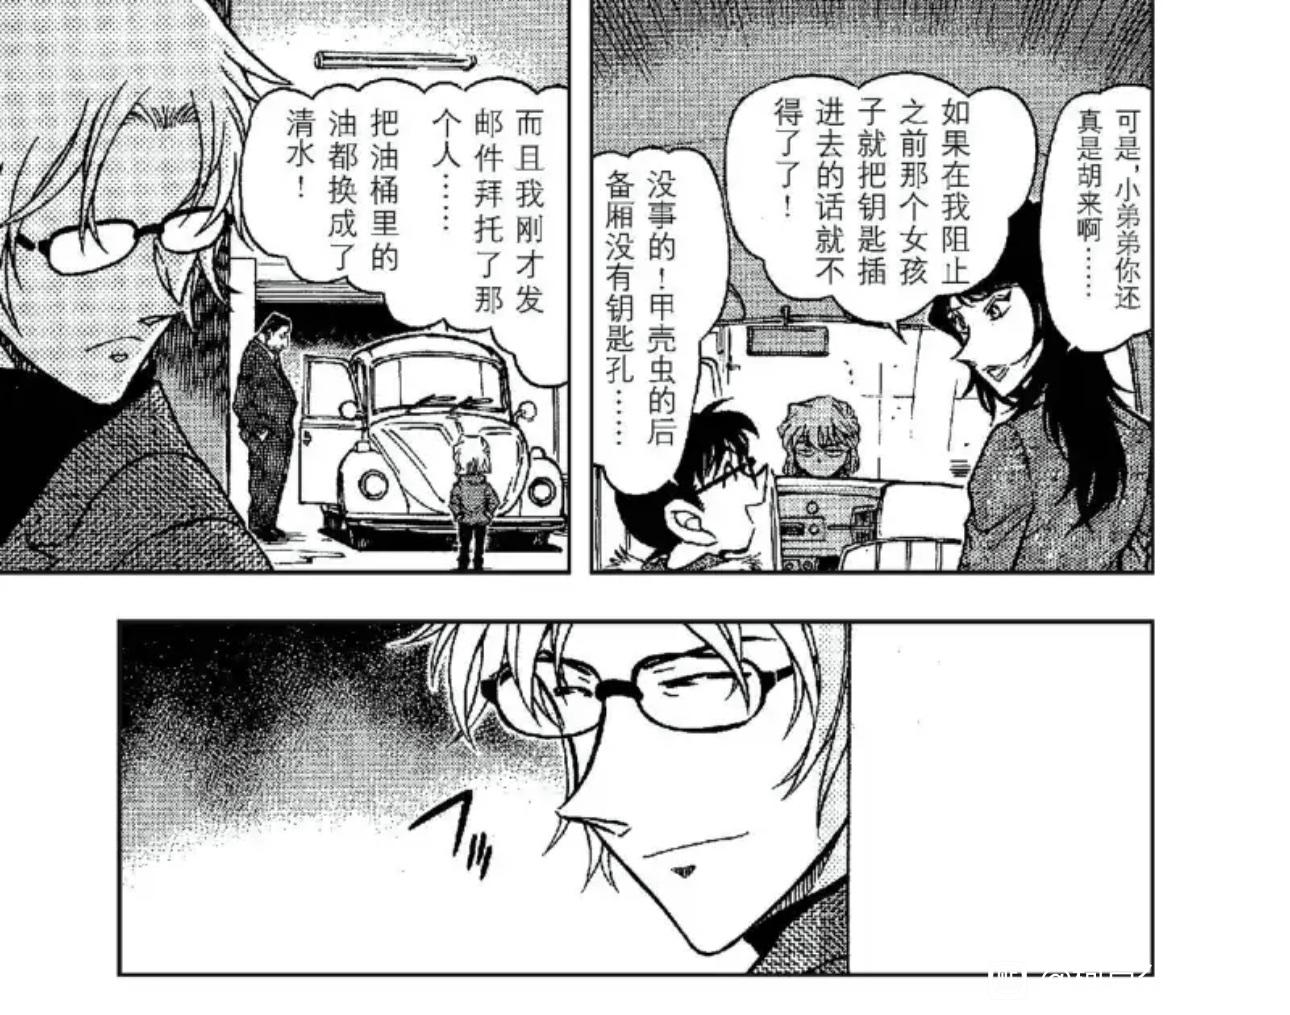 可是，小弟弟你还
真是胡来啊……
如果在我阻止
之前那个女孩
子就把钥匙插
进去的话就不
得了了！
没事的！甲壳虫的后
备厢没有钥匙孔……
而且我刚才发
邮件拜托了那
个人……
把油桶里的
油都换成了
清水！